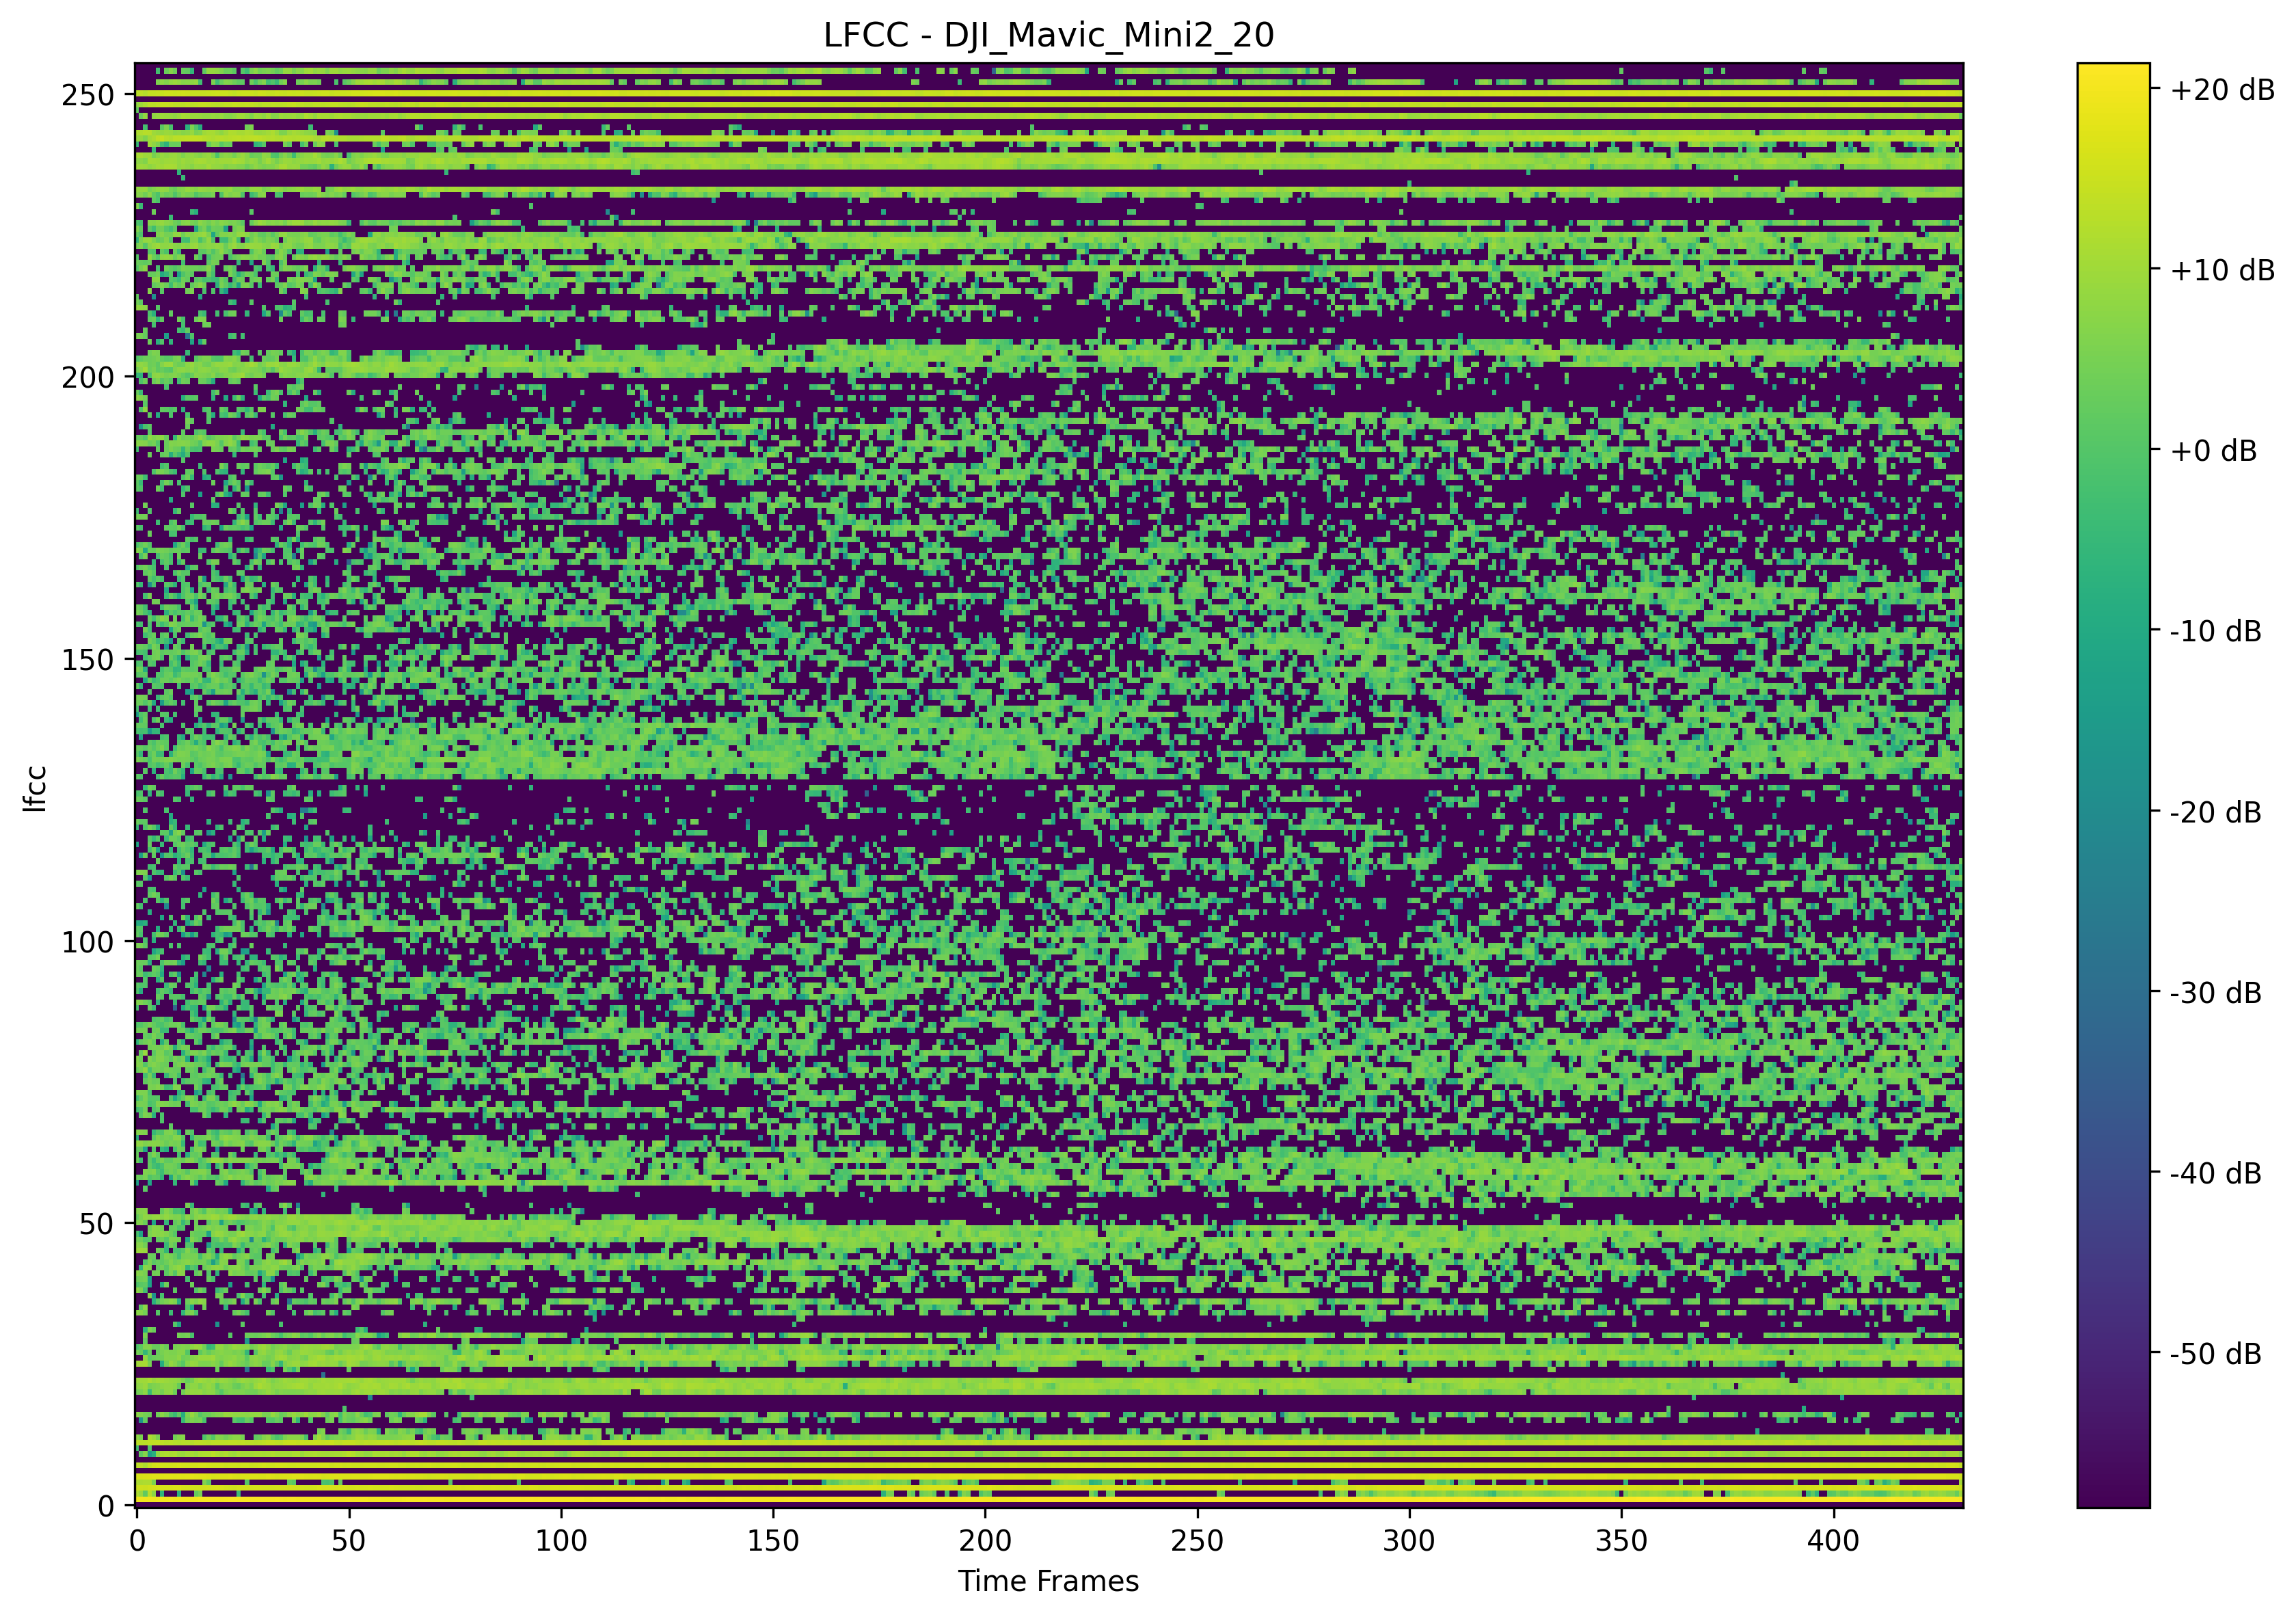 LFCC - DJI_Mavic_Mini2_20
250
200
150
100
50
0
lfcc
0 50 100 150 200 250 300 350 400
Time Frames
+20 dB
+10 dB
+0 dB
-10 dB
-20 dB
-30 dB
-40 dB
-50 dB